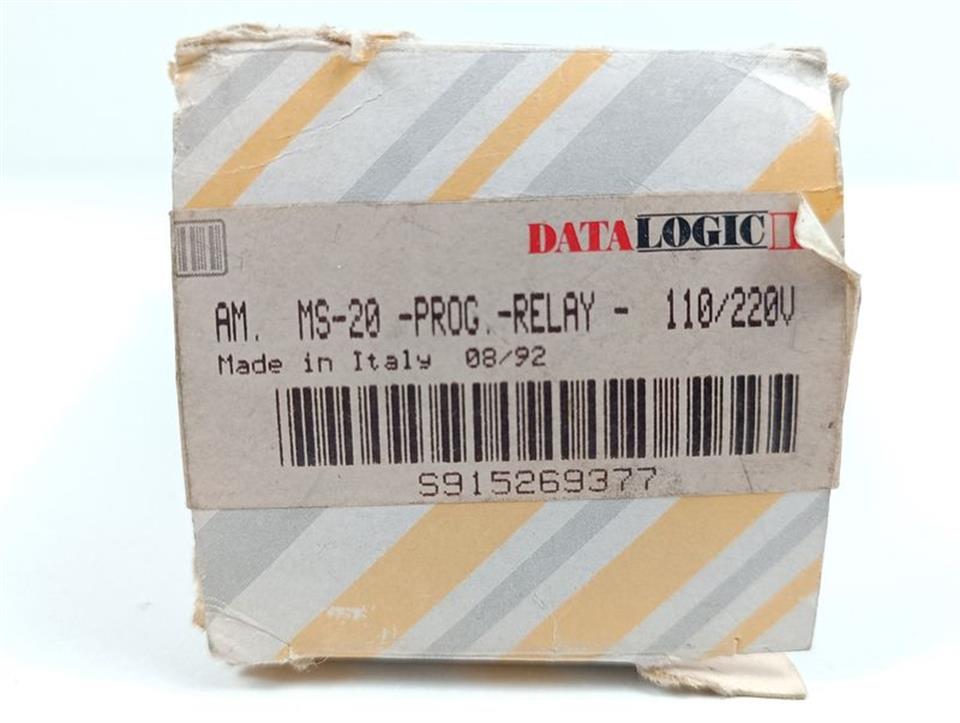 DATALOGIC
AM. MS-20 -PROG.-RELAY - 110/220V
Made in Italy 08/92
S915269377